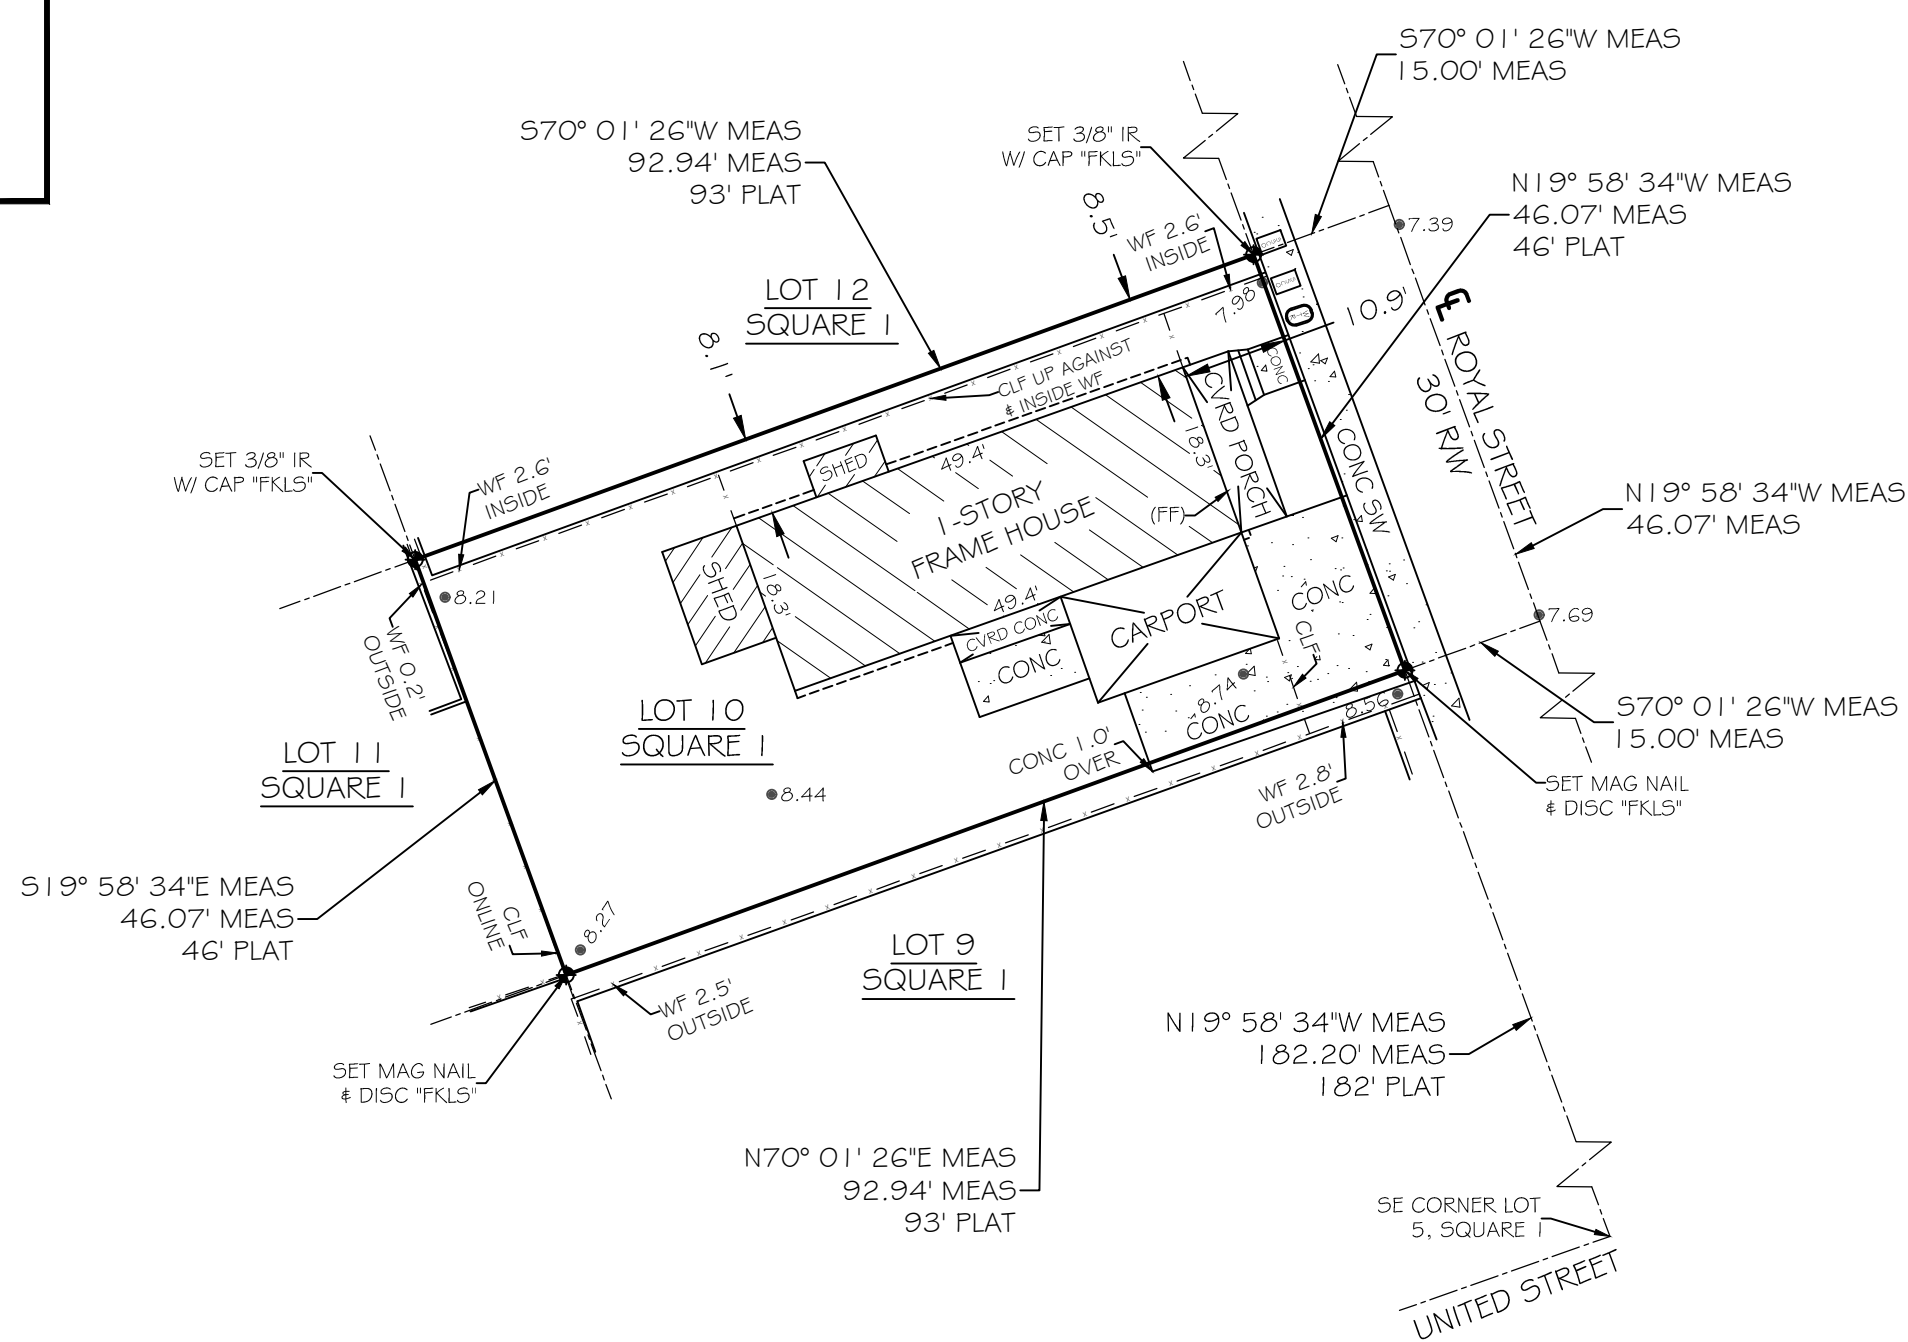 S70° 01' 26"W MEAS
15.00' MEAS
S70° 01' 26"W MEAS
92.94' MEAS
93' PLAT
SET 3/8" IR
W/ CAP "FKLS"
N19° 58' 34"W MEAS
46.07' MEAS
46' PLAT
8.5'
WF 2.6'
INSIDE
7.39
LOT 12
SQUARE 1
7.98
10.9'
℄ ROYAL STREET
30' R/W
8.1'
CLF UP AGAINST
& INSIDE WF
CONC
CVRD PORCH
SET 3/8" IR
W/ CAP "FKLS"
WF 2.6'
INSIDE
SHED
49.4'
18.3'
CONC SW
1-STORY
FRAME HOUSE
(FF)
N19° 58' 34"W MEAS
46.07' MEAS
8.21
SHED
18.3'
49.4'
CVRD CONC
CONC
CARPORT
CONC
CLF
7.69
WF 0.2'
OUTSIDE
LOT 10
SQUARE 1
8.74
CONC
8.56
S70° 01' 26"W MEAS
15.00' MEAS
LOT 11
SQUARE 1
CONC 1.0'
OVER
WF 2.8'
OUTSIDE
SET MAG NAIL
& DISC "FKLS"
8.44
S19° 58' 34"E MEAS
46.07' MEAS
46' PLAT
CLF
ONLINE
8.27
LOT 9
SQUARE 1
WF 2.5'
OUTSIDE
SET MAG NAIL
& DISC "FKLS"
N19° 58' 34"W MEAS
182.20' MEAS
182' PLAT
N70° 01' 26"E MEAS
92.94' MEAS
93' PLAT
SE CORNER LOT
5, SQUARE 1
UNITED STREET